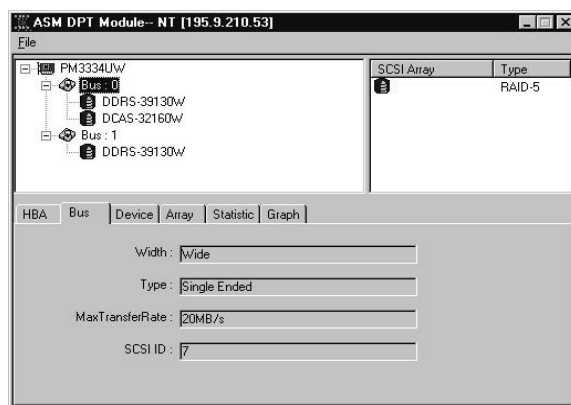 ASM DPT Module-- NT [195.9.210.53]
File
PM3334UW
Bus : 0
DDRS-39130W
DCAS-32160W
Bus : 1
DDRS-39130W
SCSI Array Type
RAID-5
HBA Bus Device Array Statistic Graph
Width : Wide
Type : Single Ended
MaxTransferRate : 20MB/s
SCSI ID : 7